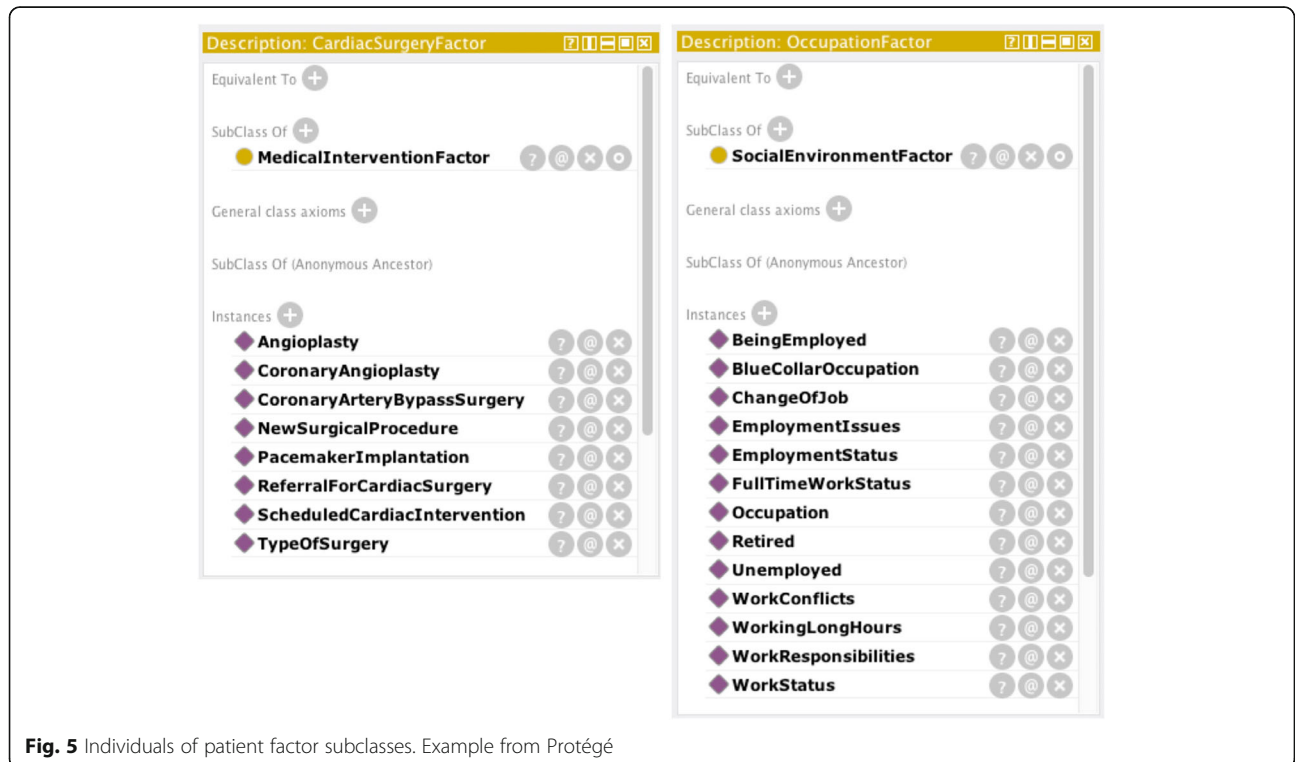 Description: CardiacSurgeryFactor
Equivalent To
SubClass Of
MedicalInterventionFactor
General class axioms
SubClass Of (Anonymous Ancestor)
Instances
Angioplasty
CoronaryAngioplasty
CoronaryArteryBypassSurgery
NewSurgicalProcedure
PacemakerImplantation
ReferralForCardiacSurgery
ScheduledCardiacIntervention
TypeOfSurgery
Description: OccupationFactor
Equivalent To
SubClass Of
SocialEnvironmentFactor
General class axioms
SubClass Of (Anonymous Ancestor)
Instances
BeingEmployed
BlueCollarOccupation
ChangeOfJob
EmploymentIssues
EmploymentStatus
FullTimeWorkStatus
Occupation
Retired
Unemployed
WorkConflicts
WorkingLongHours
WorkResponsibilities
WorkStatus
Fig. 5 Individuals of patient factor subclasses. Example from Protégé